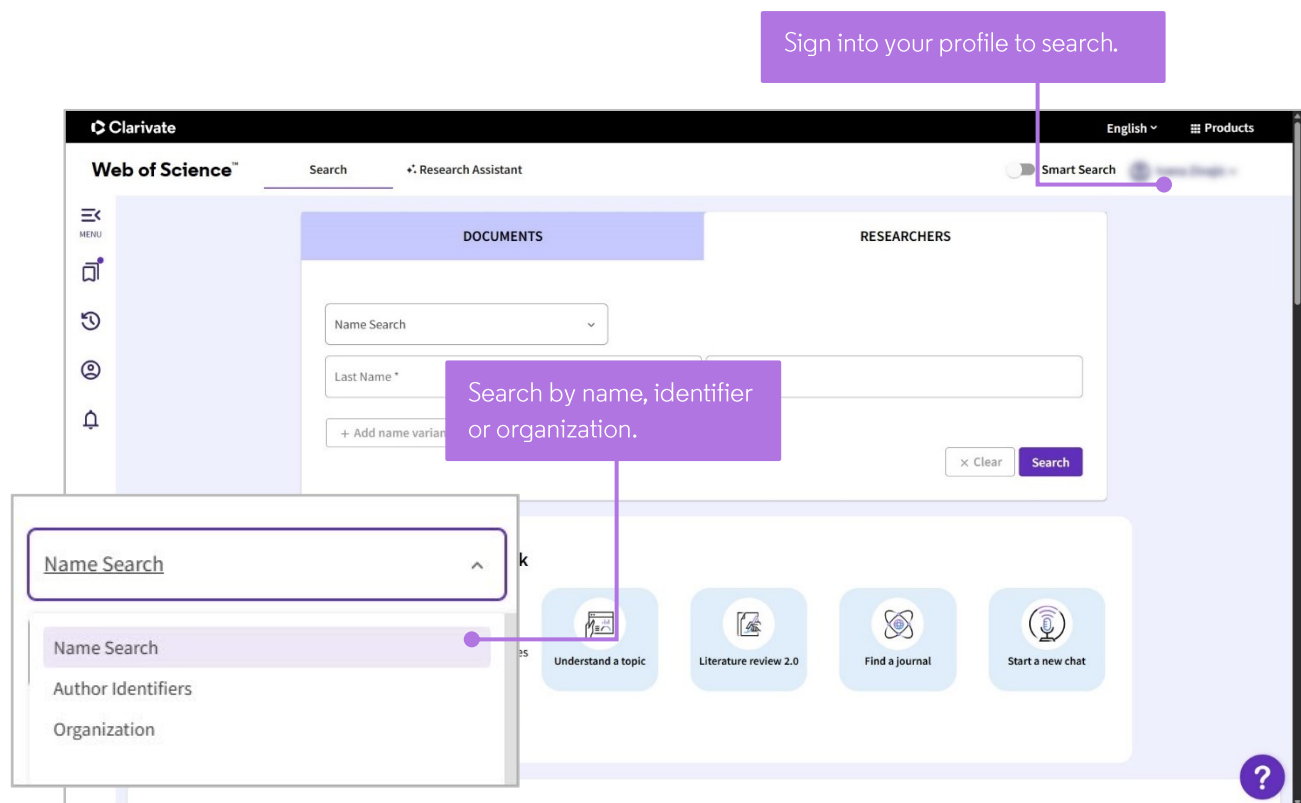 Sign into your profile to search.
Clarivate
English
Products
Web of Science™
Search
Research Assistant
Smart Search
MENU
DOCUMENTS
RESEARCHERS
Name Search
Last Name *
Search by name, identifier
or organization.
+ Add name varian
× Clear
Search
Name Search
k
Name Search
Author Identifiers
Organization
es
Understand a topic
Literature review 2.0
Find a journal
Start a new chat
?